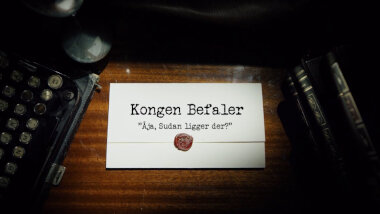 Kongen Befaler
"Åja, Sudan ligger der?"